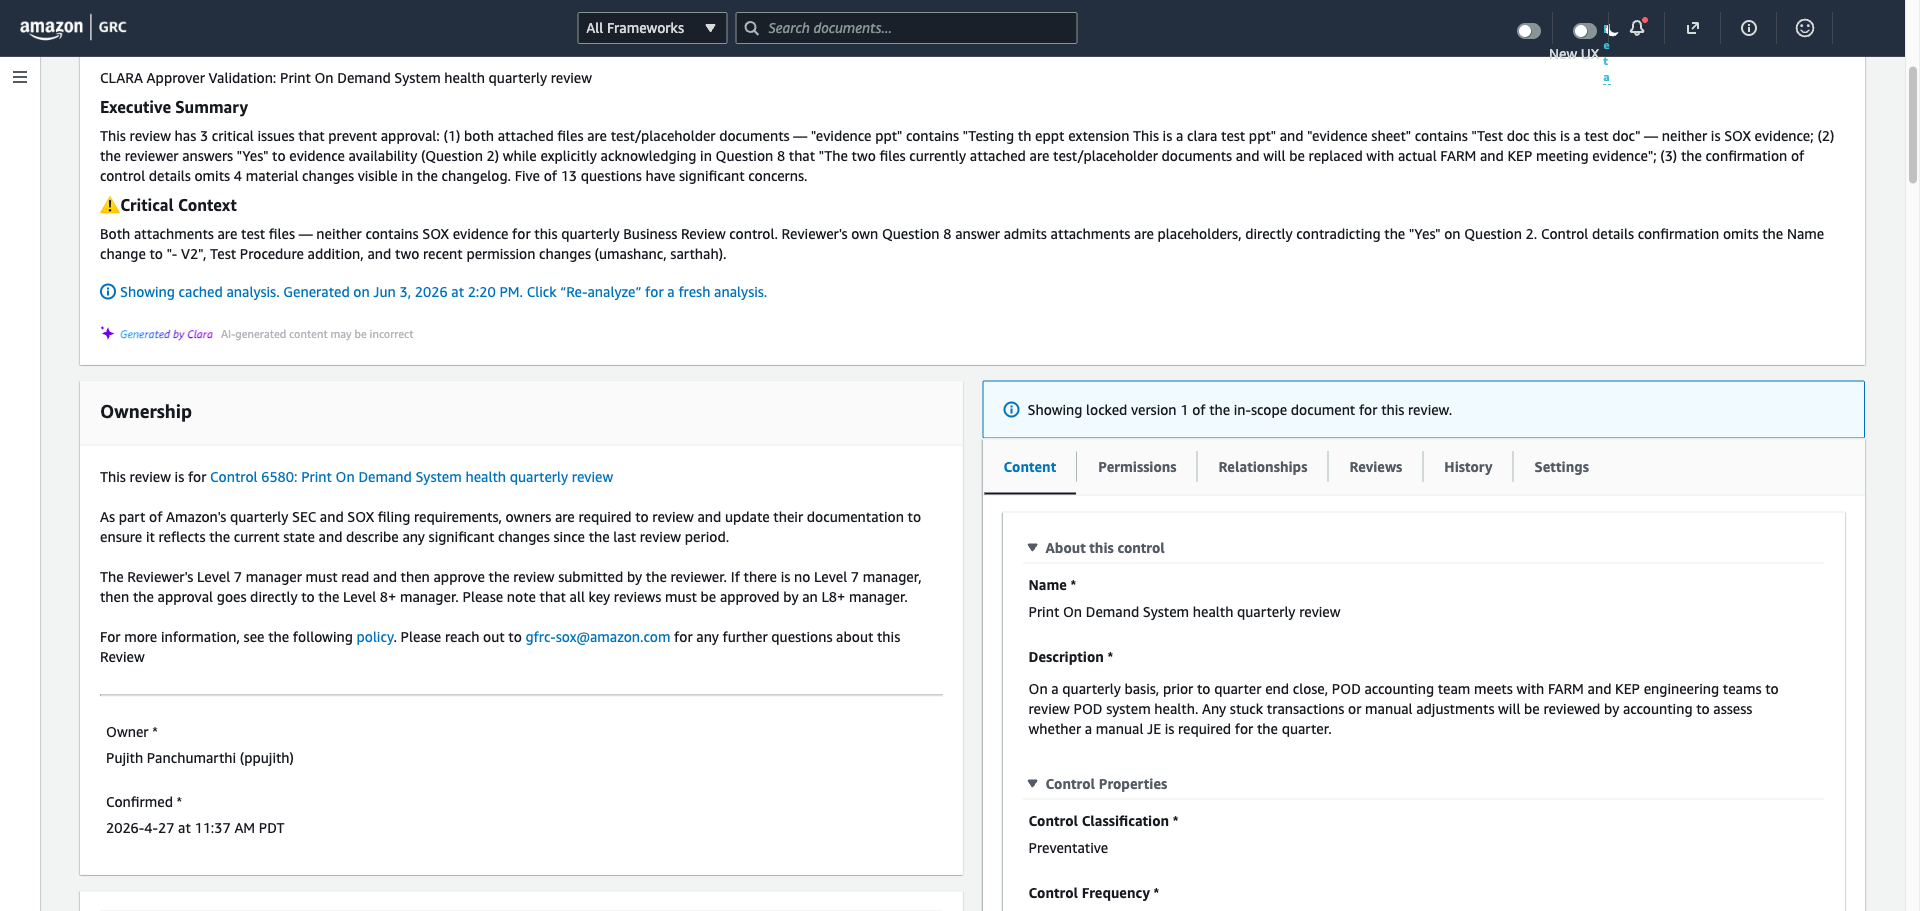 amazon | GRC
All Frameworks
Search documents...
New UX
beta
CLARA Approver Validation: Print On Demand System health quarterly review
Executive Summary
This review has 3 critical issues that prevent approval: (1) both attached files are test/placeholder documents — "evidence ppt" contains "Testing th eppt extension This is a clara test ppt" and "evidence sheet" contains "Test doc this is a test doc" — neither is SOX evidence; (2)
the reviewer answers "Yes" to evidence availability (Question 2) while explicitly acknowledging in Question 8 that "The two files currently attached are test/placeholder documents and will be replaced with actual FARM and KEP meeting evidence"; (3) the confirmation of
control details omits 4 material changes visible in the changelog. Five of 13 questions have significant concerns.
Critical Context
Both attachments are test files — neither contains SOX evidence for this quarterly Business Review control. Reviewer's own Question 8 answer admits attachments are placeholders, directly contradicting the "Yes" on Question 2. Control details confirmation omits the Name
change to "- V2", Test Procedure addition, and two recent permission changes (umashanc, sarthah).
Showing cached analysis. Generated on Jun 3, 2026 at 2:20 PM. Click “Re-analyze” for a fresh analysis.
Generated by Clara AI-generated content may be incorrect
Ownership
This review is for Control 6580: Print On Demand System health quarterly review
As part of Amazon's quarterly SEC and SOX filing requirements, owners are required to review and update their documentation to
ensure it reflects the current state and describe any significant changes since the last review period.
The Reviewer's Level 7 manager must read and then approve the review submitted by the reviewer. If there is no Level 7 manager,
then the approval goes directly to the Level 8+ manager. Please note that all key reviews must be approved by an L8+ manager.
For more information, see the following policy. Please reach out to gfrc-sox@amazon.com for any further questions about this
Review
Owner *
Pujith Panchumarthi (ppujith)
Confirmed *
2026-4-27 at 11:37 AM PDT
Showing locked version 1 of the in-scope document for this review.
Content Permissions Relationships Reviews History Settings
About this control
Name *
Print On Demand System health quarterly review
Description *
On a quarterly basis, prior to quarter end close, POD accounting team meets with FARM and KEP engineering teams to
review POD system health. Any stuck transactions or manual adjustments will be reviewed by accounting to assess
whether a manual JE is required for the quarter.
Control Properties
Control Classification *
Preventative
Control Frequency *